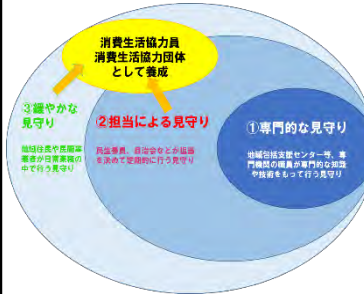 消費生活協力員
消費生活協力団体
として養成
③緩やかな
見守り
地域住民や民間事
業者が日常業務の
中で行う見守り
②担当による見守り
民生委員、自治会などが担当
を決めて定期的に行う見守り
①専門的な見守り
地域包括支援センター等、専
門機関の職員が専門的な知識
や技術をもって行う見守り